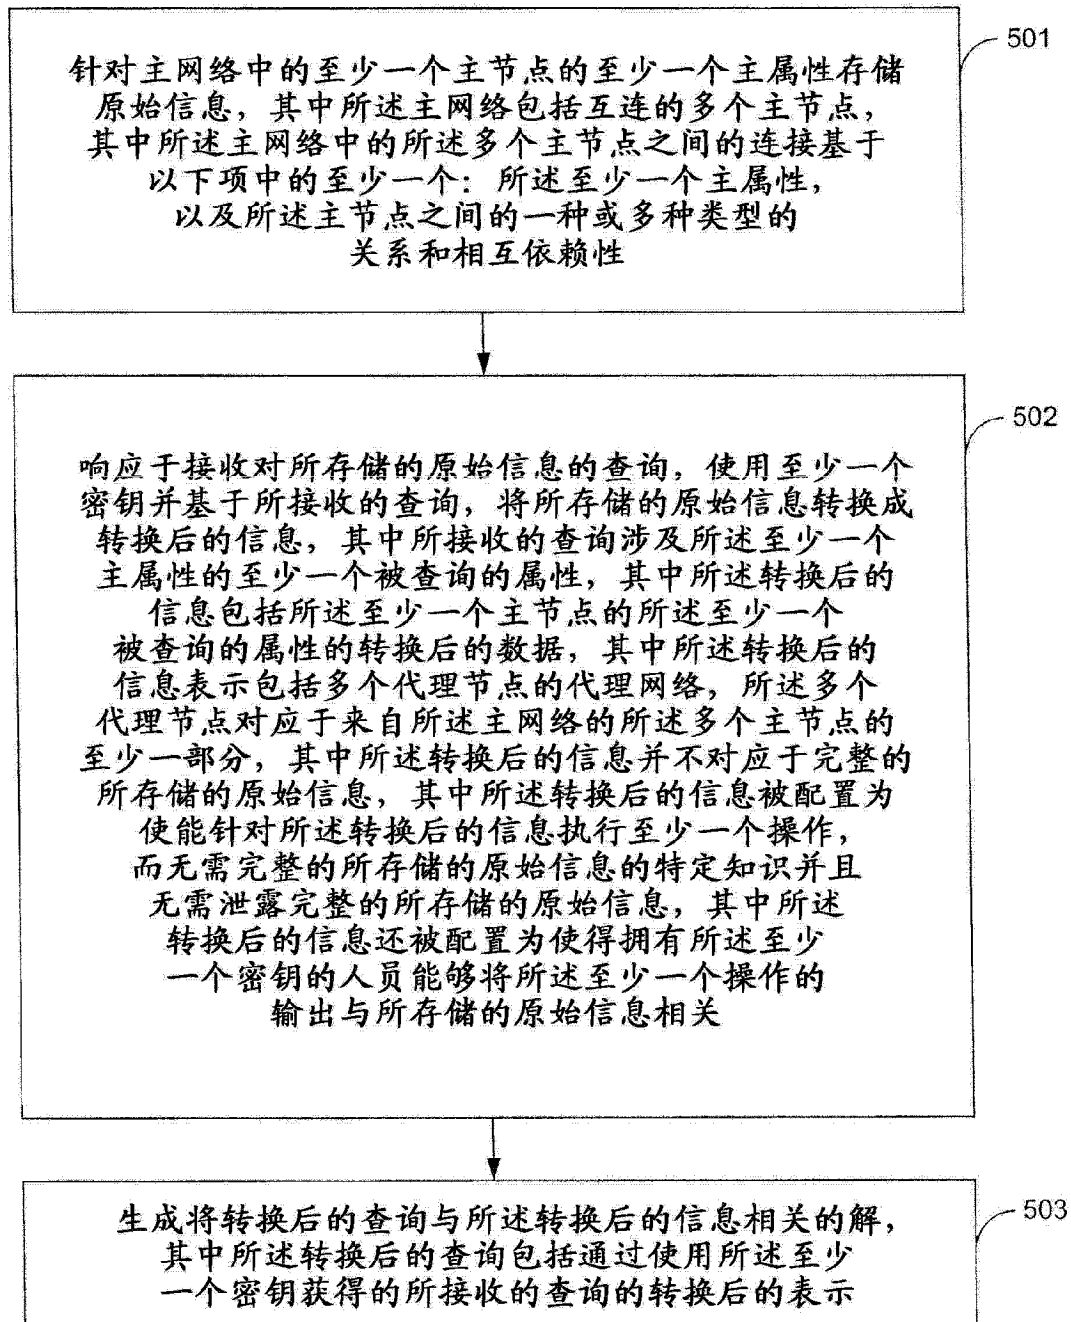 针对主网络中的至少一个主节点的至少一个主属性存储
原始信息，其中所述主网络包括互连的多个主节点，
其中所述主网络中的所述多个主节点之间的连接基于
以下项中的至少一个：所述至少一个主属性，
以及所述主节点之间的一种或多种类型的
关系和相互依赖性
501
响应于接收对所存储的原始信息的查询，使用至少一个
密钥并基于所接收的查询，将所存储的原始信息转换成
转换后的信息，其中所接收的查询涉及所述至少一个
主属性的至少一个被查询的属性，其中所述转换后的
信息包括所述至少一个主节点的所述至少一个
被查询的属性的转换后的数据，其中所述转换后的
信息表示包括多个代理节点的代理网络，所述多个
代理节点对应于来自所述主网络的所述多个主节点的
至少一部分，其中所述转换后的信息并不对应于完整的
所存储的原始信息，其中所述转换后的信息被配置为
使能针对所述转换后的信息执行至少一个操作，
而无需完整的所存储的原始信息的特定知识并且
无需泄露完整的所存储的原始信息，其中所述
转换后的信息还被配置为使得拥有所述至少
一个密钥的人员能够将所述至少一个操作的
输出与所存储的原始信息相关
502
生成将转换后的查询与所述转换后的信息相关的解，
其中所述转换后的查询包括通过使用所述至少
一个密钥获得的所接收的查询的转换后的表示
503